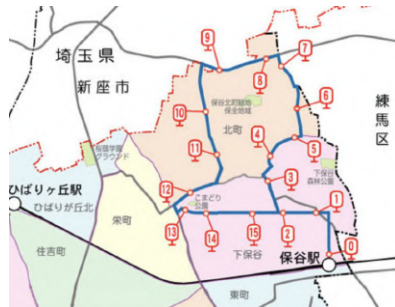 埼玉県
新座市
練
馬
区
9
8
7
保谷北町緑地
保全地域
6
10
北町
5
4
11
下保谷
森林公園
グラウンド
3
12
ひばりヶ丘駅
ひばりが丘北
こまどり
公園
栄町
13
14
15
2
1
下保谷
0
保谷駅
住吉町
東町